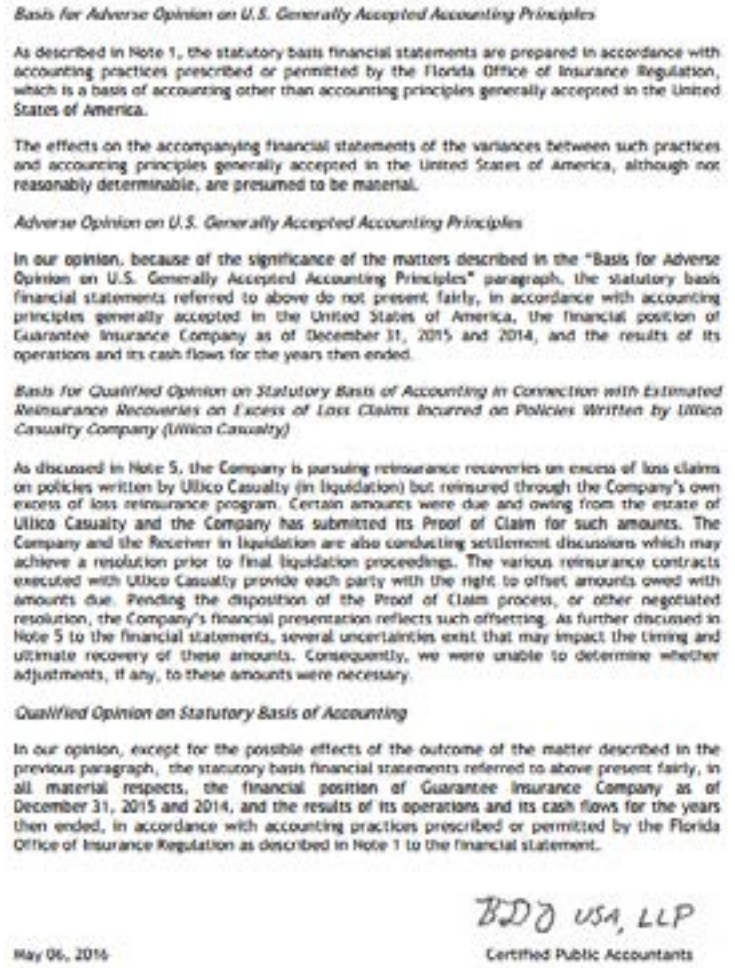 Basis for Adverse Opinion on U.S. Generally Accepted Accounting Principles
As described in Note 1, the statutory basis financial statements are prepared in accordance with
accounting practices prescribed or permitted by the Florida Office of Insurance Regulation,
which is a basis of accounting other than accounting principles generally accepted in the United
States of America.
The effects on the accompanying financial statements of the variances between such practices
and accounting principles generally accepted in the United States of America, although not
reasonably determinable, are presumed to be material.
Adverse Opinion on U.S. Generally Accepted Accounting Principles
In our opinion, because of the significance of the matters described in the "Basis for Adverse
Opinion on U.S. Generally Accepted Accounting Principles" paragraph, the statutory basis
financial statements referred to above do not present fairly, in accordance with accounting
principles generally accepted in the United States of America, the financial position of
Guarantee Insurance Company as of December 31, 2015 and 2014, and the results of its
operations and its cash flows for the years then ended.
Basis for Qualified Opinion on Statutory Basis of Accounting in Connection with Estimated
Reinsurance Recoveries on Excess of Loss Claims Incurred on Policies Written by Ullico
Casualty Company (Ullico Casualty)
As discussed in Note 5, the Company is pursuing reinsurance recoveries on excess of loss claims
on policies written by Ullico Casualty (in liquidation) but reinsured through the Company's own
excess of loss reinsurance program. Certain amounts were due and owing from the estate of
Ullico Casualty and the Company has submitted its Proof of Claim for such amounts. The
Company and the Receiver in liquidation are also conducting settlement discussions which may
achieve a resolution prior to final liquidation proceedings. The various reinsurance contracts
executed with Ullico Casualty provide each party with the right to offset amounts owed with
amounts due. Pending the disposition of the Proof of Claim process, or other negotiated
resolution, the Company's financial presentation reflects such offsetting. As further discussed in
Note 5 to the financial statements, several uncertainties exist that may impact the timing and
ultimate recovery of these amounts. Consequently, we were unable to determine whether
adjustments, if any, to these amounts were necessary.
Qualified Opinion on Statutory Basis of Accounting
In our opinion, except for the possible effects of the outcome of the matter described in the
previous paragraph, the statutory basis financial statements referred to above present fairly, in
all material respects, the financial position of Guarantee Insurance Company as of
December 31, 2015 and 2014, and the results of its operations and its cash flows for the years
then ended, in accordance with accounting practices prescribed or permitted by the Florida
Office of Insurance Regulation as described in Note 1 to the financial statement.
BDO USA, LLP
May 06, 2016
Certified Public Accountants